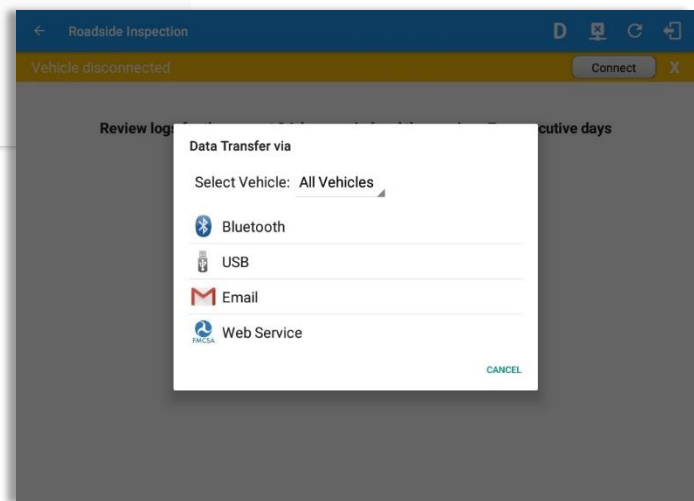 Roadside Inspection D
Vehicle disconnected Connect X
Review logs cutive days
Data Transfer via
Select Vehicle: All Vehicles
Bluetooth
USB
Email
FMCSA Web Service
CANCEL